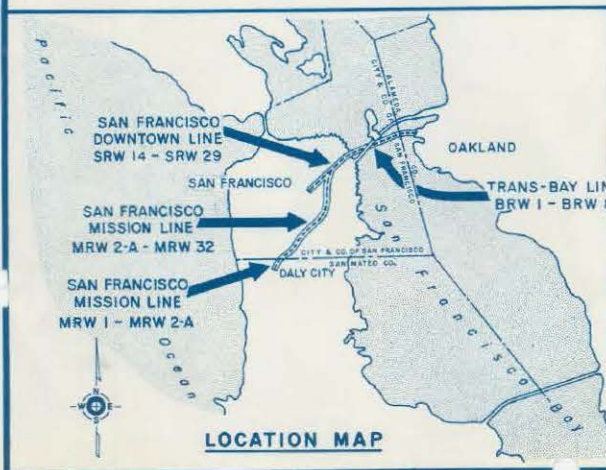 Pacific
Ocean
SAN FRANCISCO
DOWNTOWN LINE
SRW 14 - SRW 29
SAN FRANCISCO
SAN FRANCISCO
MISSION LINE
MRW 2-A - MRW 32
SAN FRANCISCO
MISSION LINE
MRW 1 - MRW 2-A
DALY CITY
CITY & CO. OF SAN FRANCISCO
SAN MATEO CO.
ALAMEDA CO.
CITY & CO. OF SAN FRANCISCO
OAKLAND
TRANS-BAY
BRW 1 - BRW
San Francisco Bay
N
W E
S
LOCATION MAP